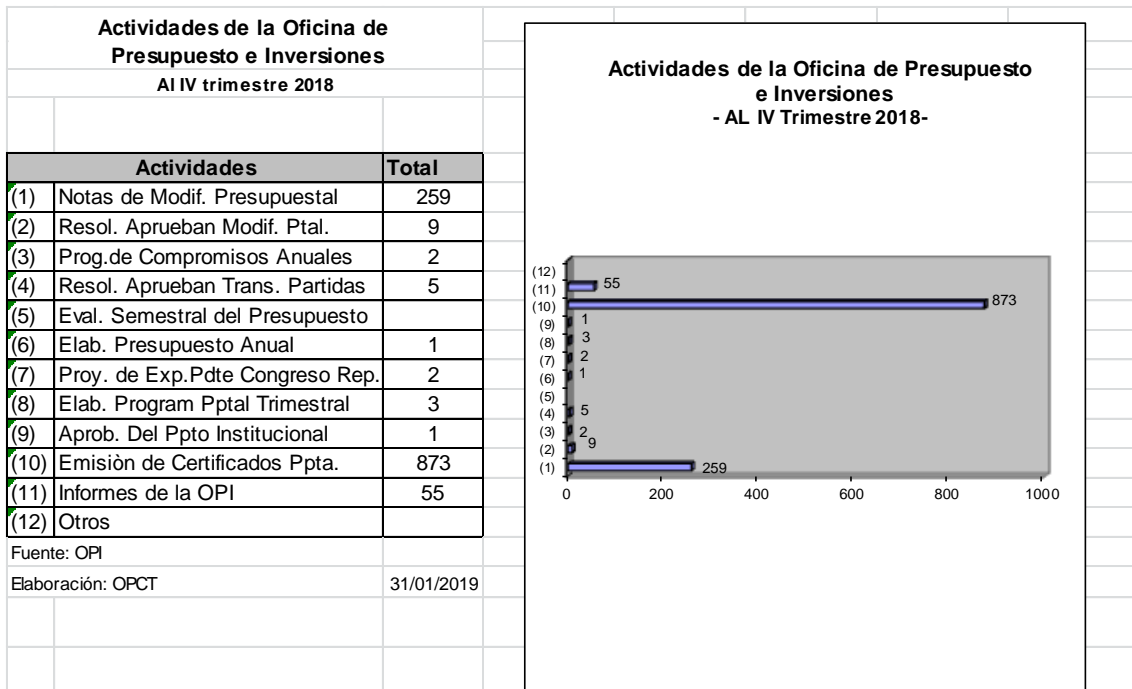 Actividades de la Oficina de
Presupuesto e Inversiones
Al IV trimestre 2018
Actividades Total
(1) Notas de Modif. Presupuestal 259
(2) Resol. Aprueban Modif. Ptal. 9
(3) Prog.de Compromisos Anuales 2
(4) Resol. Aprueban Trans. Partidas 5
(5) Eval. Semestral del Presupuesto
(6) Elab. Presupuesto Anual 1
(7) Proy. de Exp.Pdte Congreso Rep. 2
(8) Elab. Program Pptal Trimestral 3
(9) Aprob. Del Ppto Institucional 1
(10) Emisiòn de Certificados Ppta. 873
(11) Informes de la OPI 55
(12) Otros
Fuente: OPI
Elaboración: OPCT 31/01/2019
Actividades de la Oficina de Presupuesto
e Inversiones
- AL IV Trimestre 2018-
(12)
(11) 55
(10) 873
(9) 1
(8) 3
(7) 2
(6) 1
(5)
(4) 5
(3) 2
(2) 9
(1) 259
0 200 400 600 800 1000